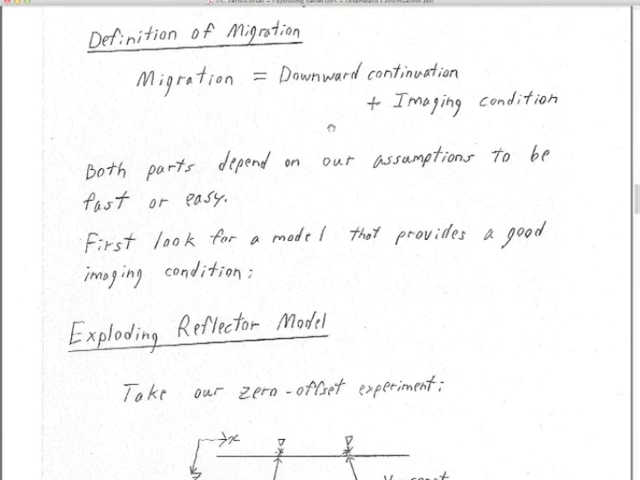 Definition of Migration
Migration = Downward continuation
+ Imaging condition
Both parts depend on our assumptions to be
fast or easy.
First look for a model that provides a good
imaging condition:
Exploding Reflector Model
Take our zero-offset experiment:
x
z